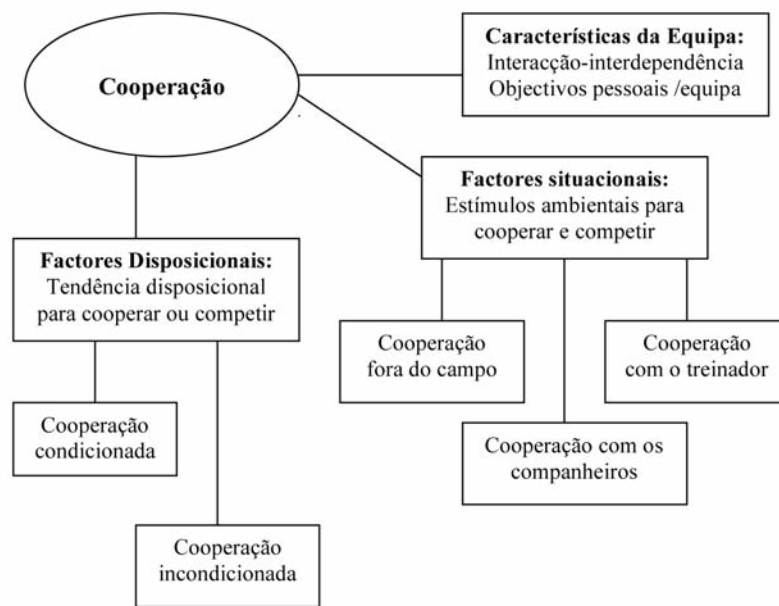 Cooperação
Características da Equipa:
Interacção-interdependência
Objectivos pessoais /equipa
Factores situacionais:
Estímulos ambientais para
cooperar e competir
Factores Disposicionais:
Tendência disposicional
para cooperar ou competir
Cooperação
fora do campo
Cooperação
com o treinador
Cooperação
condicionada
Cooperação com os
companheiros
Cooperação
incondicionada